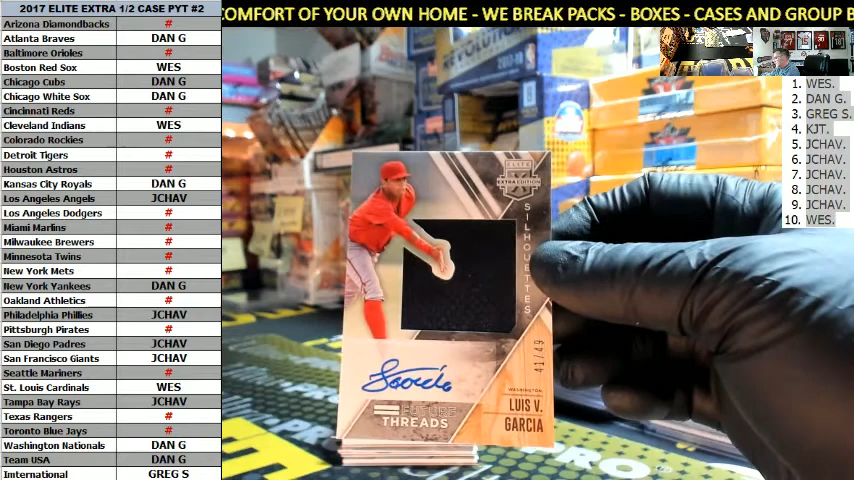 2017 ELITE EXTRA 1/2 CASE PYT #2
COMFORT OF YOUR OWN HOME - WE BREAK PACKS - BOXES - CASES AND GROUP B
Arizona Diamondbacks #
Atlanta Braves DAN G
Baltimore Orioles #
Boston Red Sox WES
Chicago Cubs DAN G
Chicago White Sox DAN G
Cincinnati Reds #
Cleveland Indians WES
Colorado Rockies #
Detroit Tigers #
Houston Astros #
Kansas City Royals DAN G
Los Angeles Angels JCHAV
Los Angeles Dodgers #
Miami Marlins #
Milwaukee Brewers #
Minnesota Twins #
New York Mets #
New York Yankees DAN G
Oakland Athletics #
Philadelphia Phillies JCHAV
Pittsburgh Pirates #
San Diego Padres JCHAV
San Francisco Giants JCHAV
Seattle Mariners #
St. Louis Cardinals WES
Tampa Bay Rays JCHAV
Texas Rangers #
Toronto Blue Jays #
Washington Nationals DAN G
Team USA DAN G
International GREG S
1. WES.
2. DAN G.
3. GREG S.
4. KJT.
5. JCHAV.
6. JCHAV.
7. JCHAV.
8. JCHAV.
9. JCHAV.
10. WES.
REVOLUTION
2017-18
ELITE
EXTRA EDITION
SILHOUETTES
41/49
WASHINGTON
LUIS V.
GARCIA
FUTURE
THREADS
PRO